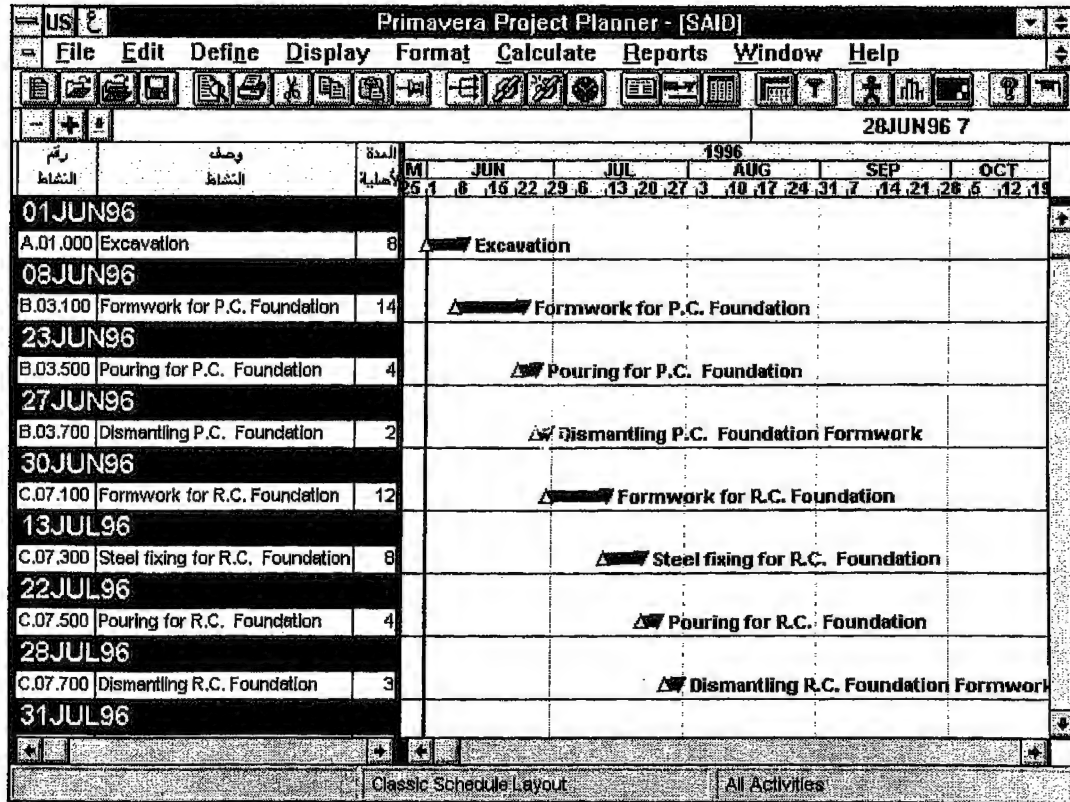 US ع
Primavera Project Planner - [SAID]
File Edit Define Display Format Calculate Reports Window Help
28JUN96 7
رقم النشاط
وصف النشاط
المدة الأصلية
1996
M JUN JUL AUG SEP OCT
25 1 8 15 22 29 6 13 20 27 3 10 17 24 31 7 14 21 28 5 12 19
01JUN96
A.01.000 Excavation 8 Excavation
08JUN96
B.03.100 Formwork for P.C. Foundation 14 Formwork for P.C. Foundation
23JUN96
B.03.500 Pouring for P.C. Foundation 4 Pouring for P.C. Foundation
27JUN96
B.03.700 Dismantling P.C. Foundation 2 Dismantling P.C. Foundation Formwork
30JUN96
C.07.100 Formwork for R.C. Foundation 12 Formwork for R.C. Foundation
13JUL96
C.07.300 Steel fixing for R.C. Foundation 8 Steel fixing for R.C. Foundation
22JUL96
C.07.500 Pouring for R.C. Foundation 4 Pouring for R.C. Foundation
28JUL96
C.07.700 Dismantling R.C. Foundation 3 Dismantling R.C. Foundation Formwork
31JUL96
Classic Schedule Layout All Activities